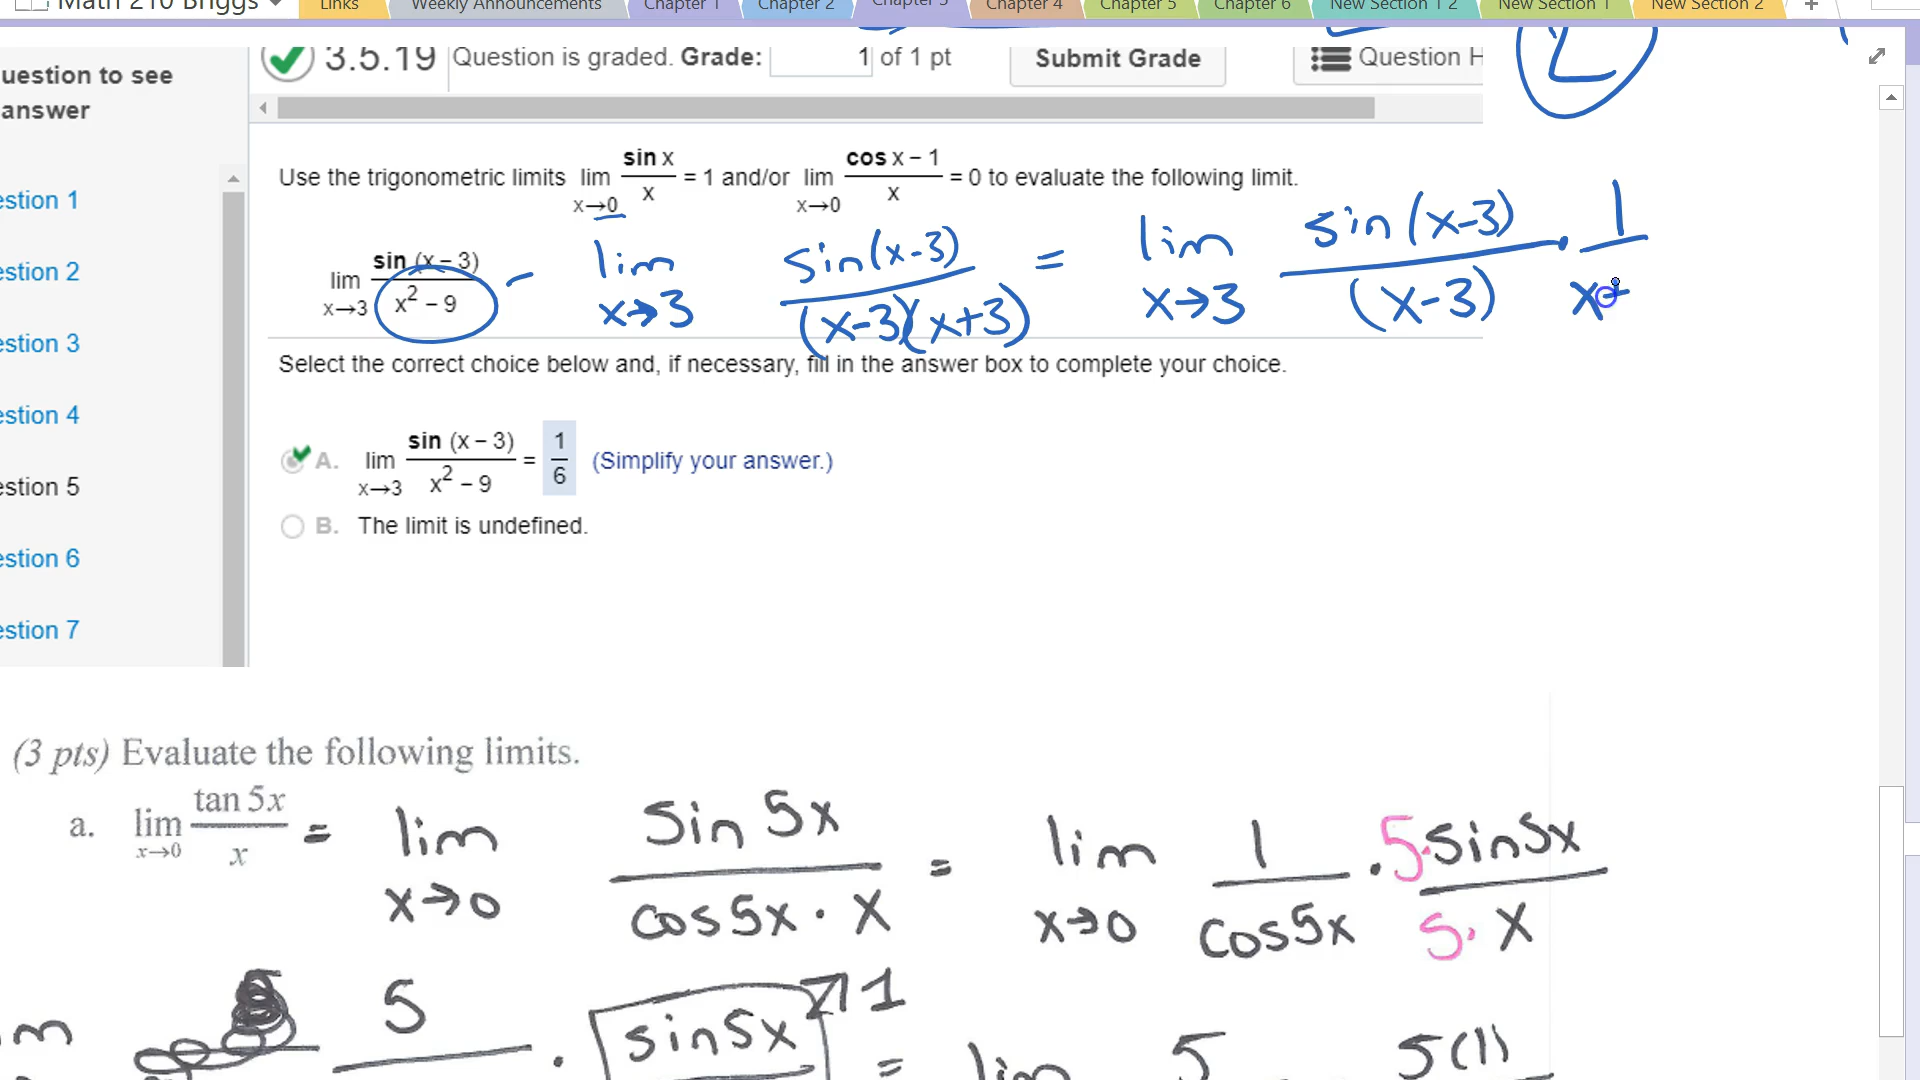 Math 210 Briggs Links Weekly Announcements Chapter 1 Chapter 2 Chapter 3 Chapter 4 Chapter 5 Chapter 6 New Section 1 2 New Section 1 New Section 2 +
3.5.19 Question is graded. Grade: 1 of 1 pt Submit Grade Question H
2
uestion to see
answer
estion 1
estion 2
estion 3
estion 4
estion 5
estion 6
estion 7
Use the trigonometric limits lim x→0 sin x / x = 1 and/or lim x→0 cos x − 1 / x = 0 to evaluate the following limit.
lim x→3 sin (x − 3) / x² − 9
lim x→3 sin(x-3) / (x-3)(x+3) = lim x→3 sin(x-3) / (x-3) · 1 / x
Select the correct choice below and, if necessary, fill in the answer box to complete your choice.
A. lim x→3 sin (x − 3) / x² − 9 = 1/6 (Simplify your answer.)
B. The limit is undefined.
(3 pts) Evaluate the following limits.
a. lim x→0 tan 5x / x = lim x→0 sin 5x / cos5x · x = lim x→0 1 / cos5x · 5·sin5x / 5·x
m 5 · sin5x → 1 = lim 5 5(1)